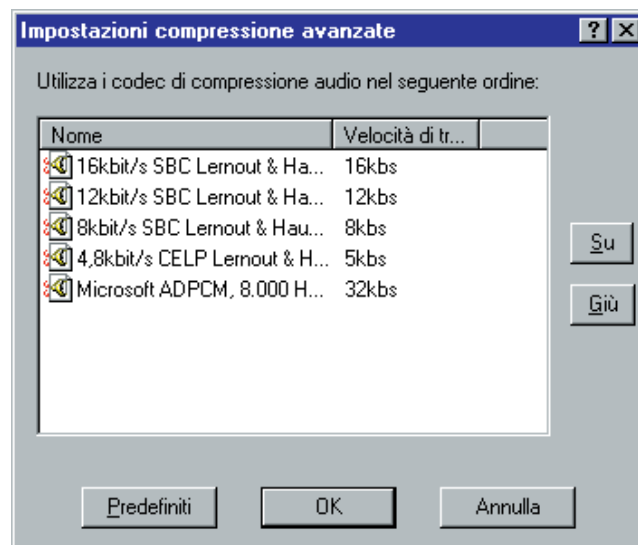 Impostazioni compressione avanzate
Utilizza i codec di compressione audio nel seguente ordine:
Nome Velocità di tr...
16kbit/s SBC Lernout & Ha... 16kbs
12kbit/s SBC Lernout & Ha... 12kbs
8kbit/s SBC Lernout & Hau... 8kbs
4,8kbit/s CELP Lernout & H... 5kbs
Microsoft ADPCM, 8.000 H... 32kbs
Su
Giù
Predefiniti OK Annulla